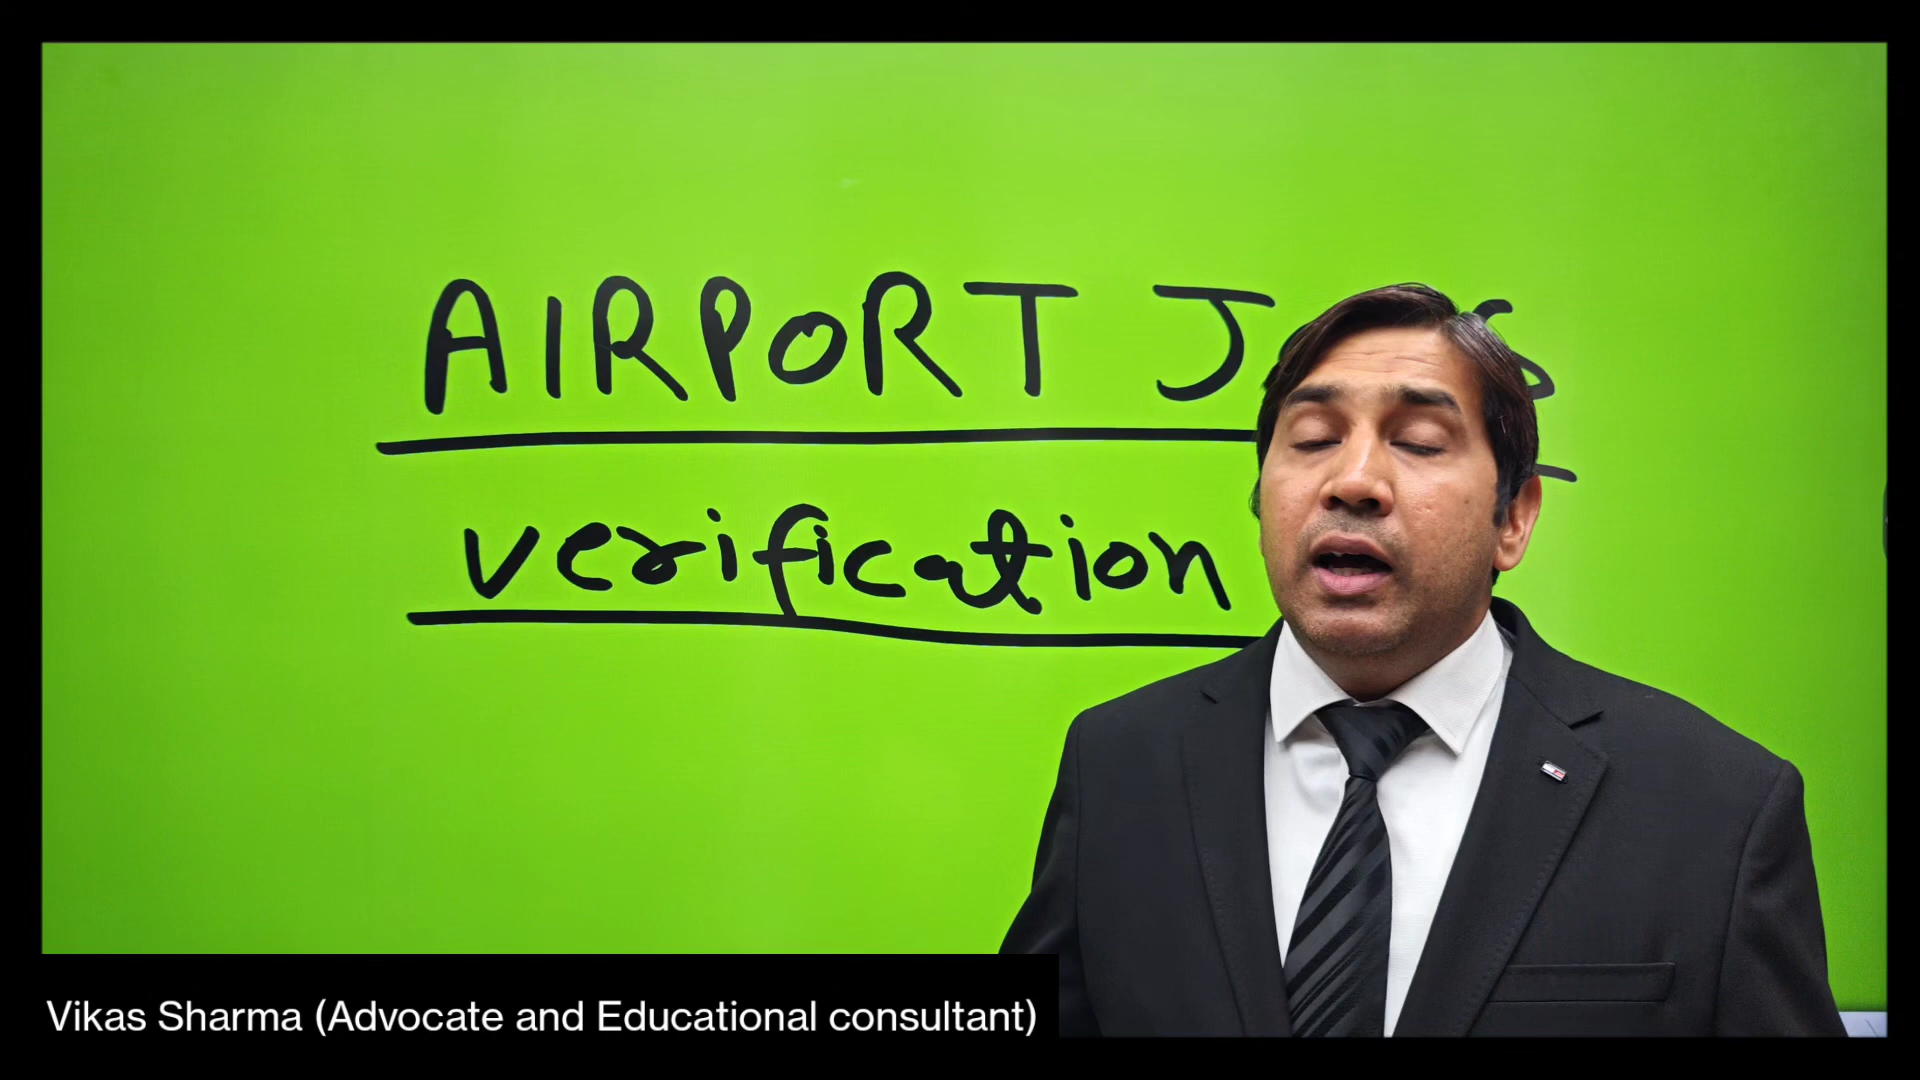 AIRPORT
verification
Vikas Sharma (Advocate and Educational consultant)